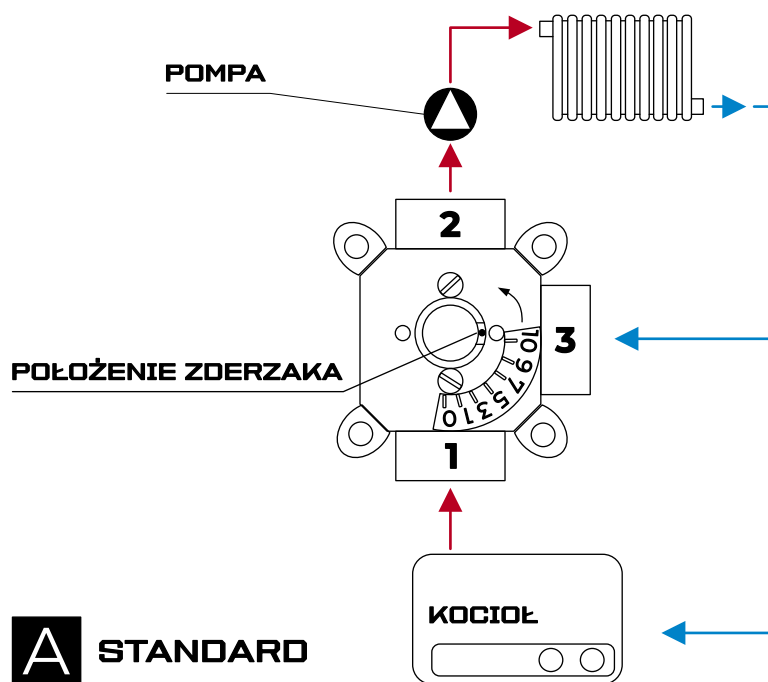 POMPA
2
3
POŁOŻENIE ZDERZAKA
0 1 3 5 7 9 10
1
KOCIOŁ
A STANDARD